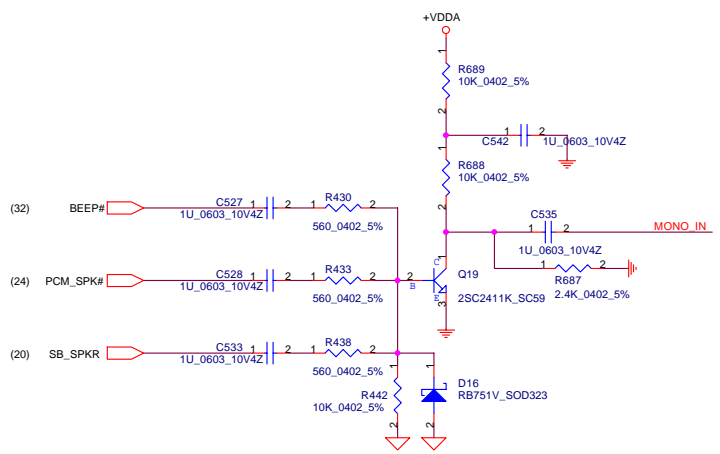 +VDDA
1
R689
10K_0402_5%
2
1 2
C542 1U_0603_10V4Z
1
R688
10K_0402_5%
2
(32) BEEP#
C527 1 2
1U_0603_10V4Z
R430
1 2
560_0402_5%
C535
1 2
1U_0603_10V4Z
MONO_IN
1 2
R687
2.4K_0402_5%
(24) PCM_SPK#
C528 1 2
1U_0603_10V4Z
R433
1 2
560_0402_5%
2
B
C
1
E
3
Q19
2SC2411K_SC59
(20) SB_SPKR
C533 1 2
1U_0603_10V4Z
R438
1 2
560_0402_5%
1
R442
10K_0402_5%
2
1
D16
RB751V_SOD323
2